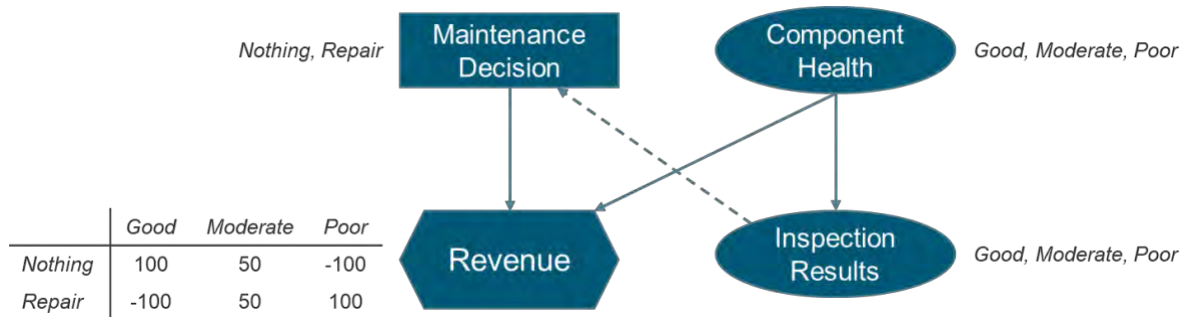 Maintenance
Decision
Nothing, Repair
Component
Health
Good, Moderate, Poor
Good Moderate Poor
Nothing 100 50 -100
Repair -100 50 100
Revenue
Inspection
Results
Good, Moderate, Poor